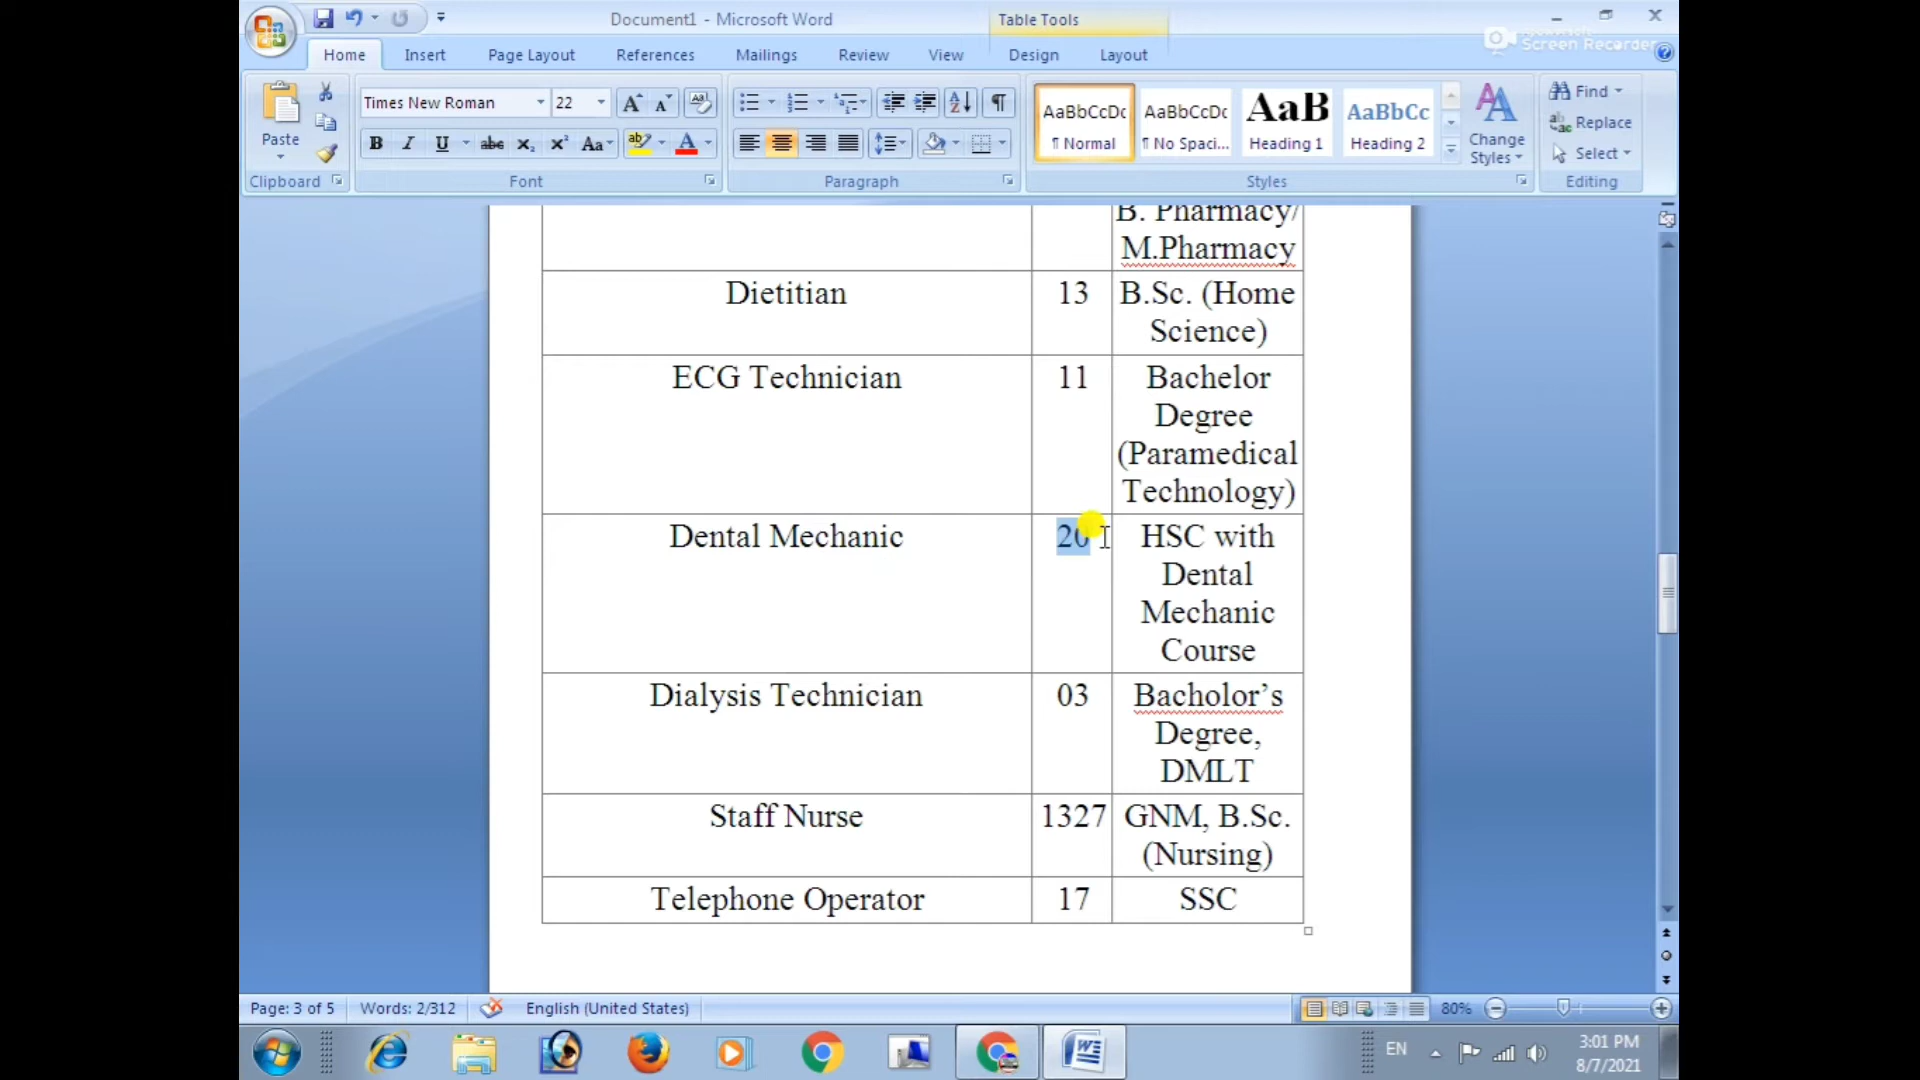 Document1 - Microsoft Word
Table Tools
Screen Recorder
Home Insert Page Layout References Mailings Review View Design Layout
Paste
Clipboard
Times New Roman 22
Font
Paragraph
AaBbCcDc AaBbCcDc AaB AaBbCc
¶ Normal ¶ No Spaci... Heading 1 Heading 2
Change
Styles
Styles
Find
Replace
Select
Editing
B. Pharmacy/
M.Pharmacy
Dietitian 13 B.Sc. (Home
Science)
ECG Technician 11 Bachelor
Degree
(Paramedical
Technology)
Dental Mechanic 20 HSC with
Dental
Mechanic
Course
Dialysis Technician 03 Bacholor’s
Degree,
DMLT
Staff Nurse 1327 GNM, B.Sc.
(Nursing)
Telephone Operator 17 SSC
Page: 3 of 5 Words: 2/312 English (United States) 80%
EN 3:01 PM
8/7/2021